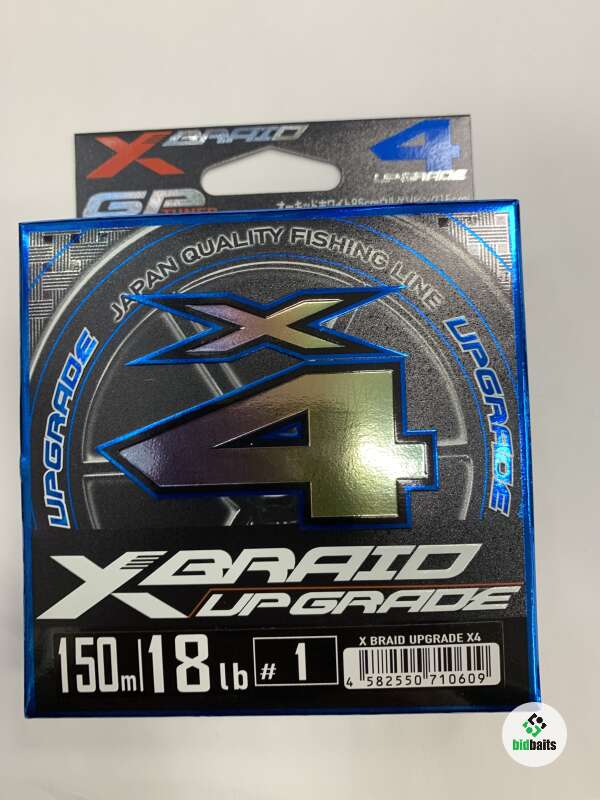 X BRAID
4
UPGRADE
JAPAN QUALITY FISHING LINE
UPGRADE
UPGRADE
X
4
X BRAID
UPGRADE
150m/18lb #1
X BRAID UPGRADE X4
4 582550 710609
bidbaits